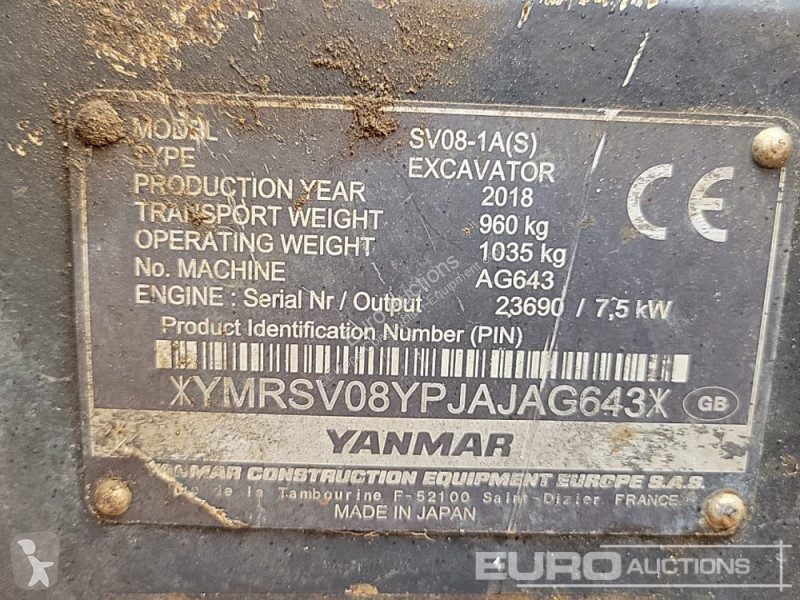 MODEL SV08-1A(S)
TYPE EXCAVATOR
PRODUCTION YEAR 2018
TRANSPORT WEIGHT 960 kg
OPERATING WEIGHT 1035 kg
No. MACHINE AG643
ENGINE : Serial Nr / Output 23690 / 7,5 kW
Product Identification Number (PIN)
*YMRSV08YPJAJAG643*
GB
YANMAR
YANMAR CONSTRUCTION EQUIPMENT EUROPE S.A.S.
de la Tambourine F-52100 Saint-Dizier FRANCE
MADE IN JAPAN
CE
EURO AUCTIONS